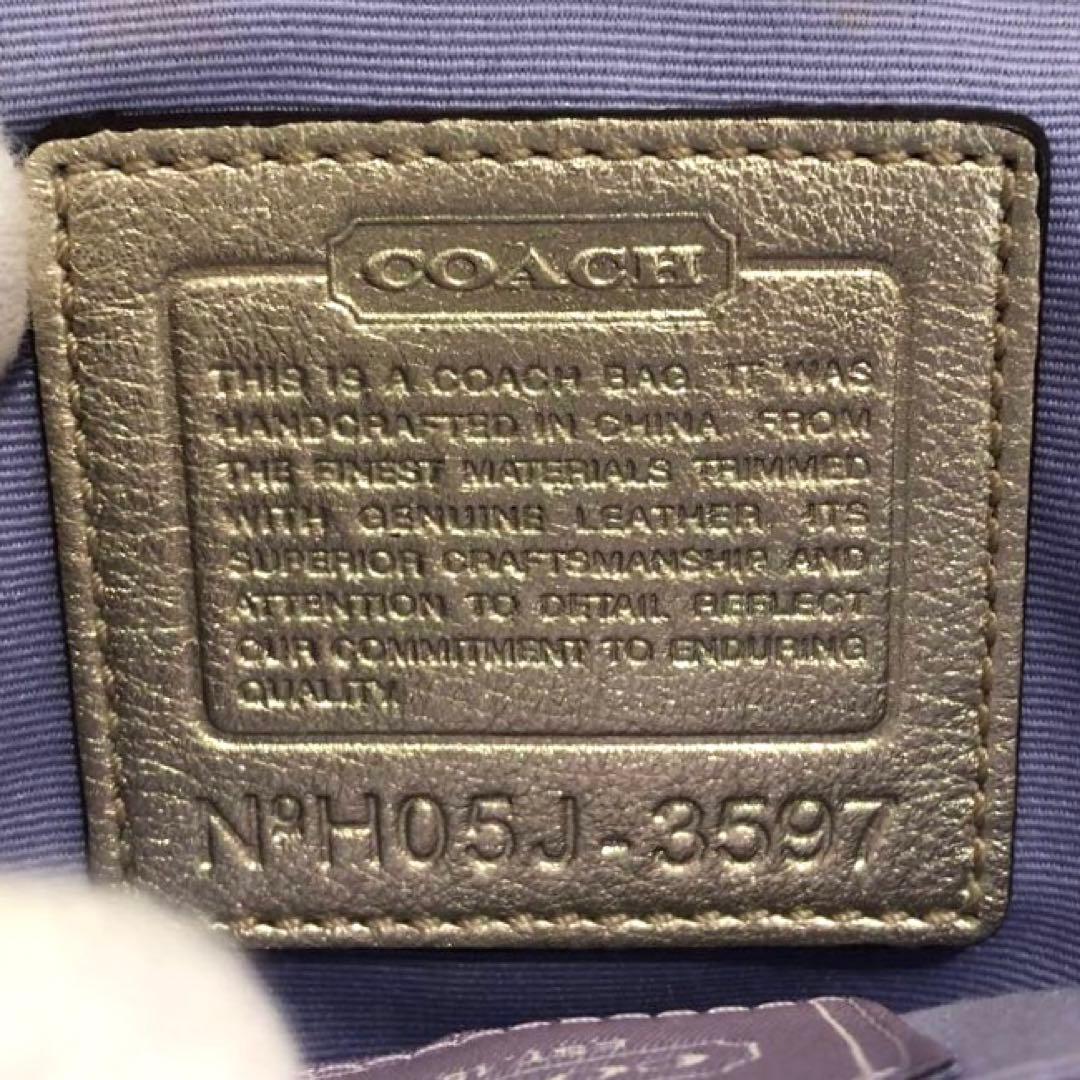 COACH
THIS IS A COACH BAG. IT WAS
HANDCRAFTED IN CHINA FROM
THE FINEST MATERIALS TRIMMED
WITH GENUINE LEATHER. ITS
SUPERIOR CRAFTSMANSHIP AND
ATTENTION TO DETAIL REFLECT
OUR COMMITMENT TO ENDURING
QUALITY.
Nº H05J-3597